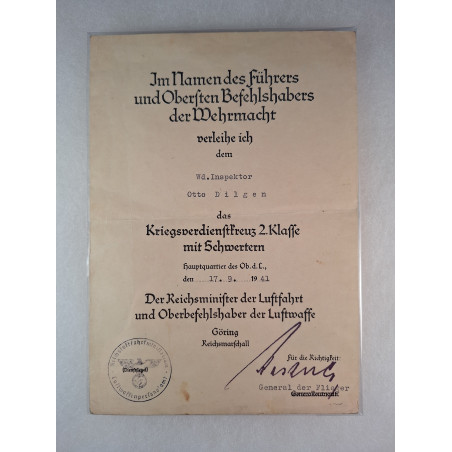 Im Namen des Führers
und Obersten Befehlshabers
der Wehrmacht
verleihe ich
dem
Wd.Inspektor
Otto Dilgen
das
Kriegsverdienstkreuz 2. Klasse
mit Schwertern
Hauptquartier des Ob. d. L.,
den 17. 9. 1941
Der Reichsminister der Luftfahrt
und Oberbefehlshaber der Luftwaffe
Göring
Reichsmarschall
Für die Richtigkeit
General der Flieger